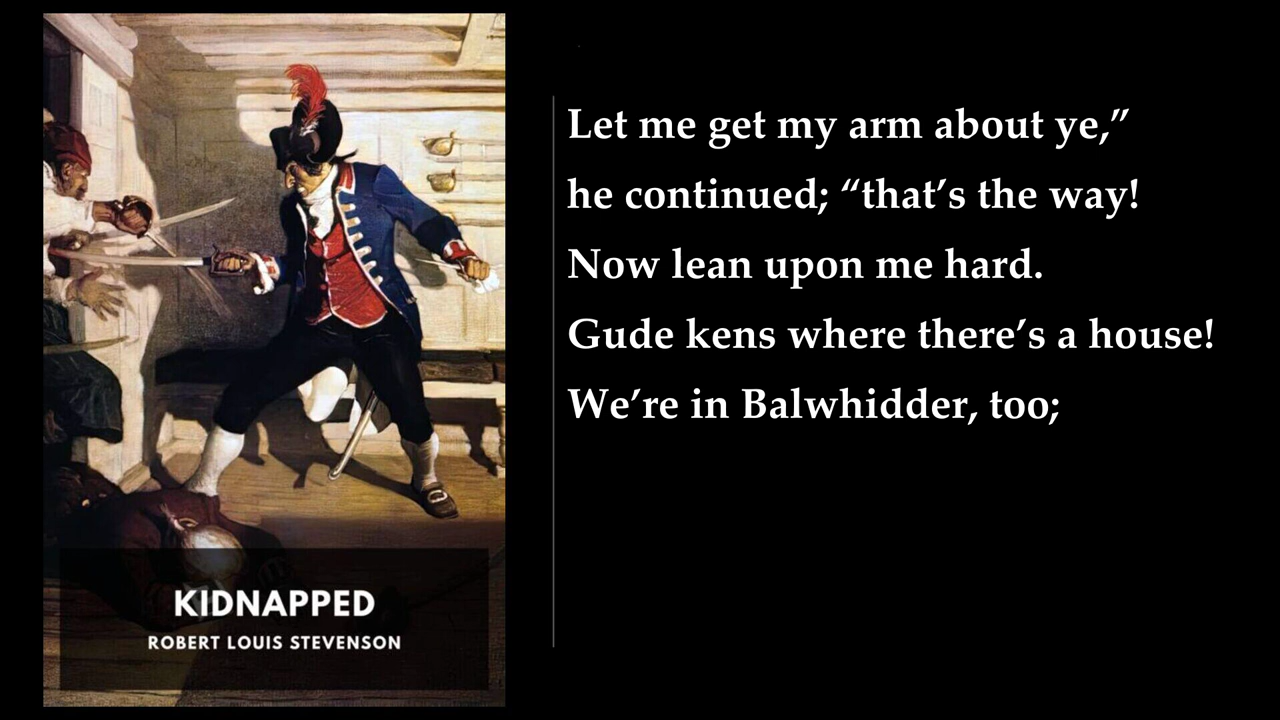 KIDNAPPED
ROBERT LOUIS STEVENSON
Let me get my arm about ye,”
he continued; “that’s the way!
Now lean upon me hard.
Gude kens where there’s a house!
We’re in Balwhidder, too;